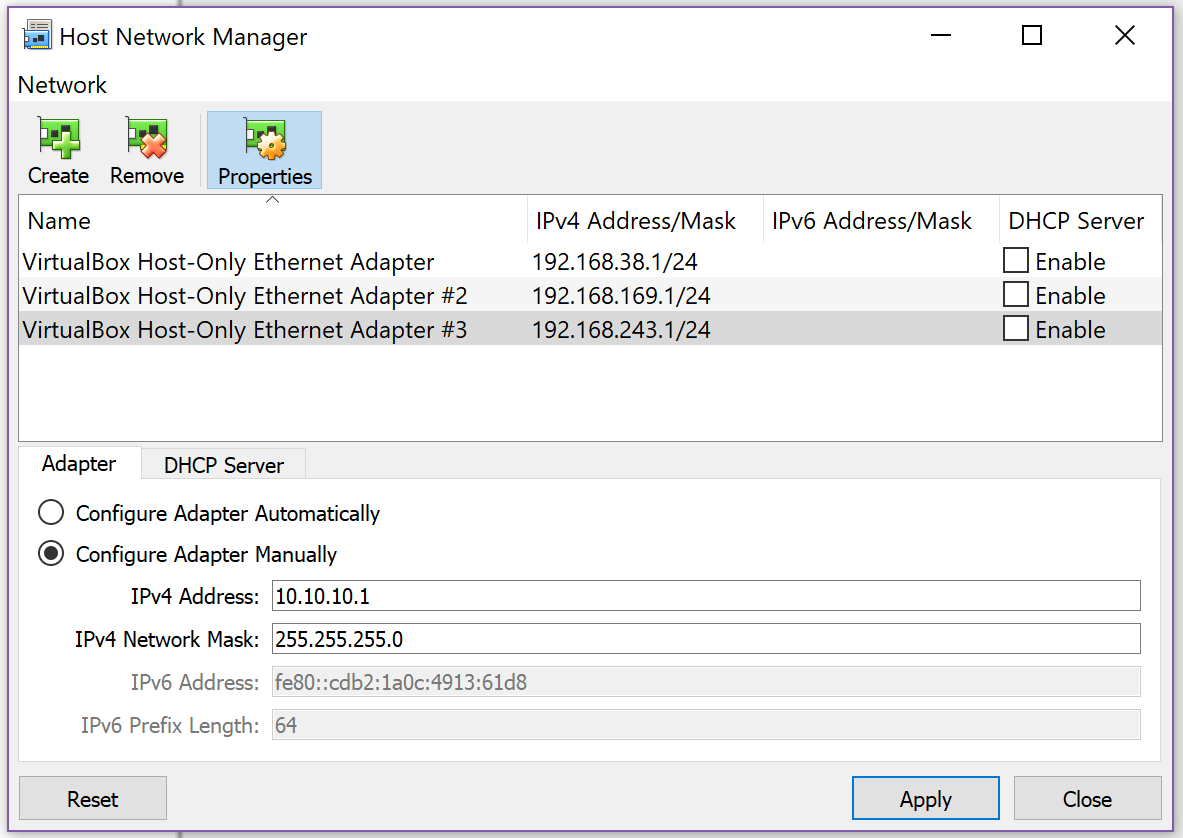 Host Network Manager
Network
Create Remove Properties
Name IPv4 Address/Mask IPv6 Address/Mask DHCP Server
VirtualBox Host-Only Ethernet Adapter 192.168.38.1/24 Enable
VirtualBox Host-Only Ethernet Adapter #2 192.168.169.1/24 Enable
VirtualBox Host-Only Ethernet Adapter #3 192.168.243.1/24 Enable
Adapter DHCP Server
Configure Adapter Automatically
Configure Adapter Manually
IPv4 Address: 10.10.10.1
IPv4 Network Mask: 255.255.255.0
IPv6 Address: fe80::cdb2:1a0c:4913:61d8
IPv6 Prefix Length: 64
Reset Apply Close